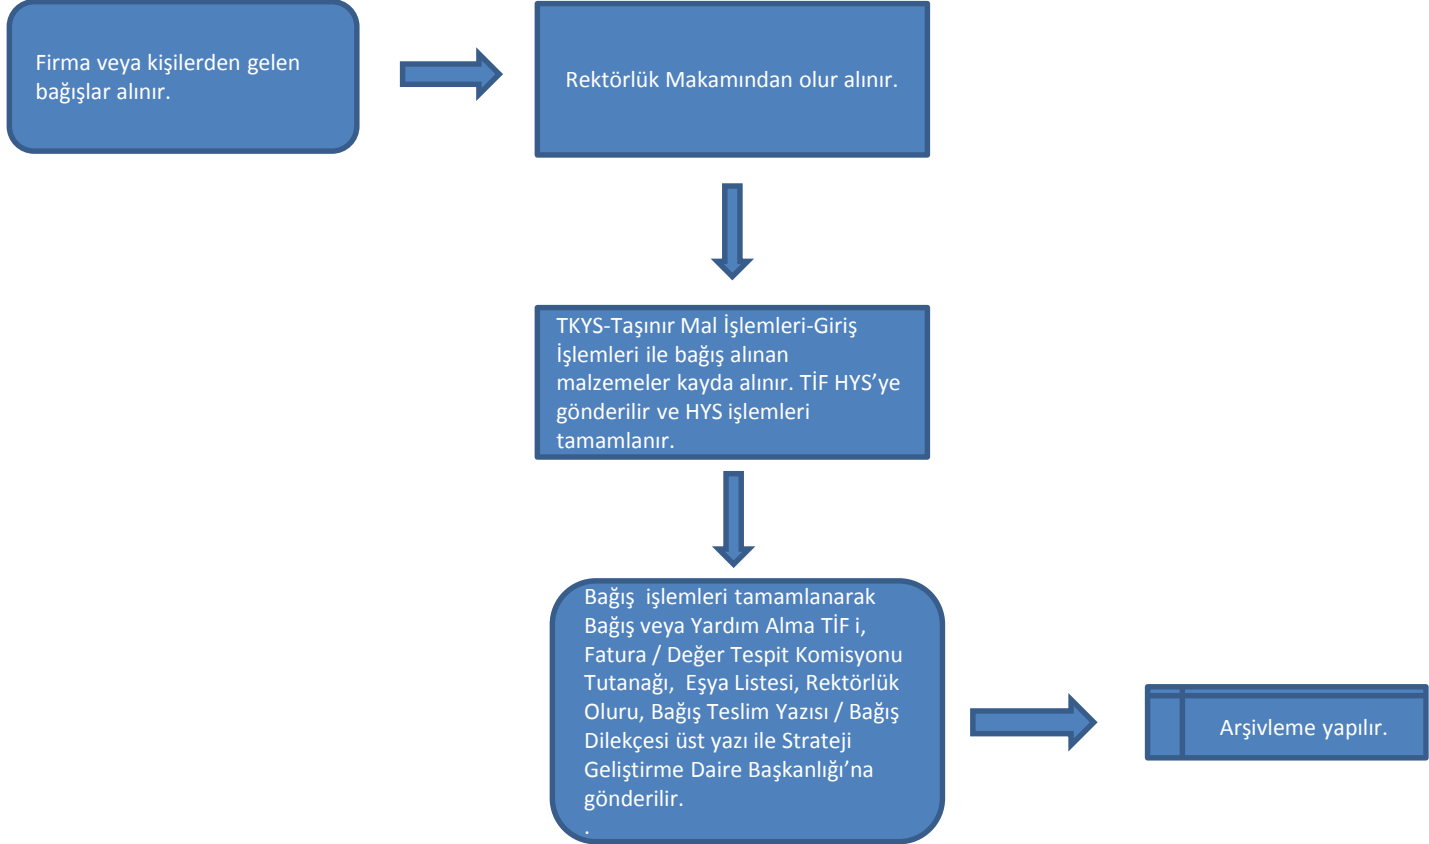 Firma veya kişilerden gelen
bağışlar alınır.
Rektörlük Makamından olur alınır.
TKYS-Taşınır Mal İşlemleri-Giriş
İşlemleri ile bağış alınan
malzemeler kayda alınır. TİF HYS’ye
gönderilir ve HYS işlemleri
tamamlanır.
Bağış  işlemleri tamamlanarak
Bağış veya Yardım Alma TİF i,
Fatura / Değer Tespit Komisyonu
Tutanağı,  Eşya Listesi, Rektörlük
Oluru, Bağış Teslim Yazısı / Bağış
Dilekçesi üst yazı ile Strateji
Geliştirme Daire Başkanlığı’na
gönderilir.
.
Arşivleme yapılır.